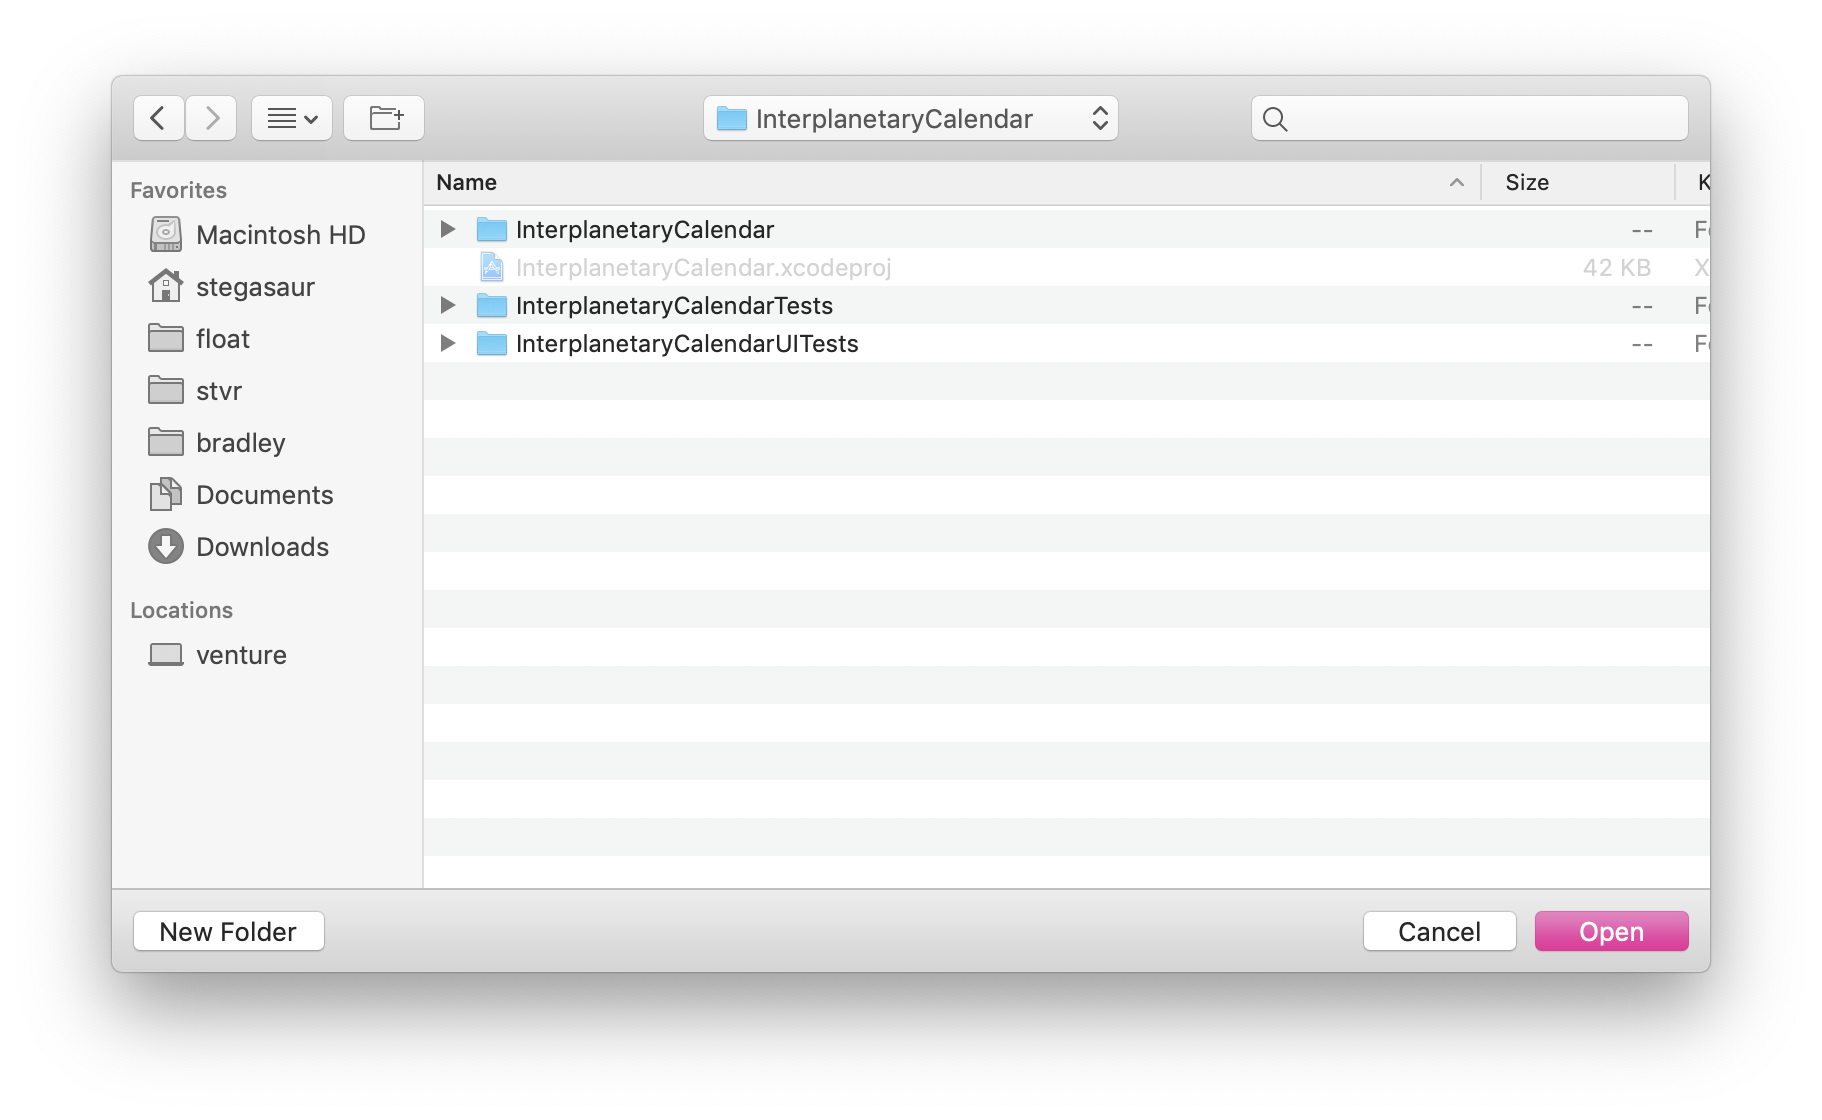 InterplanetaryCalendar
Favorites
Macintosh HD
stegasaur
float
stvr
bradley
Documents
Downloads
Locations
venture
Name Size K
InterplanetaryCalendar --
InterplanetaryCalendar.xcodeproj 42 KB X
InterplanetaryCalendarTests --
InterplanetaryCalendarUITests --
New Folder Cancel Open